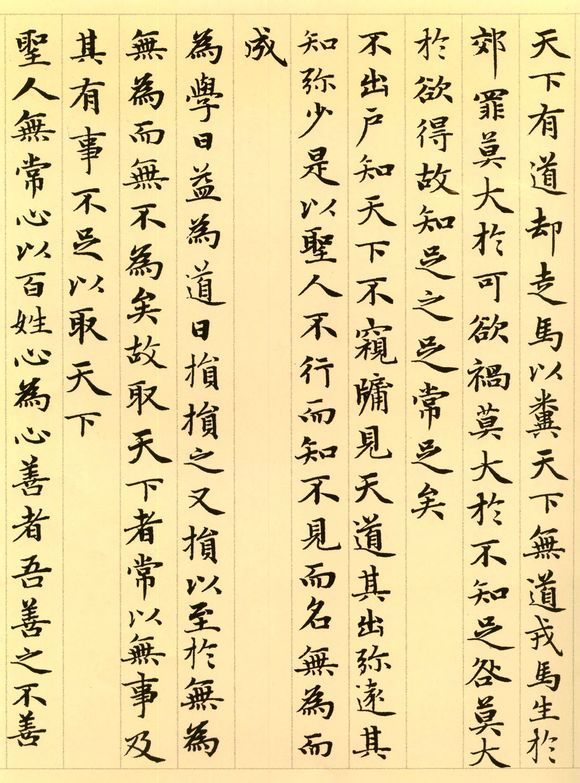 天下有道却走馬以糞天下無道戎馬生於
郊罪莫大於可欲禍莫大於不知足咎莫大
於欲得故知足之足常足矣
不出戶知天下不窺牖見天道其出弥遠其
知弥少是以聖人不行而知不見而名無為而
成
為學日益為道日損損之又損以至於無為
無為而無不為矣故取天下者常以無事及
其有事不足以取天下
聖人無常心以百姓心為心善者吾善之不善